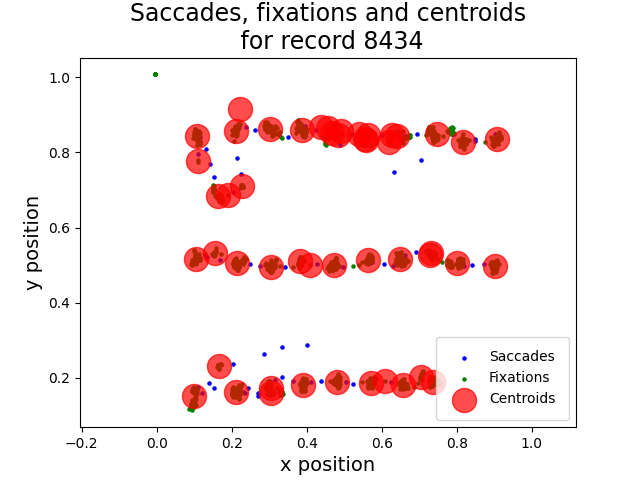 Saccades, fixations and centroids
for record 8434
1.0
0.8
0.6
0.4
0.2
y position
−0.2
0.0
0.2
0.4
0.6
0.8
1.0
x position
Saccades
Fixations
Centroids